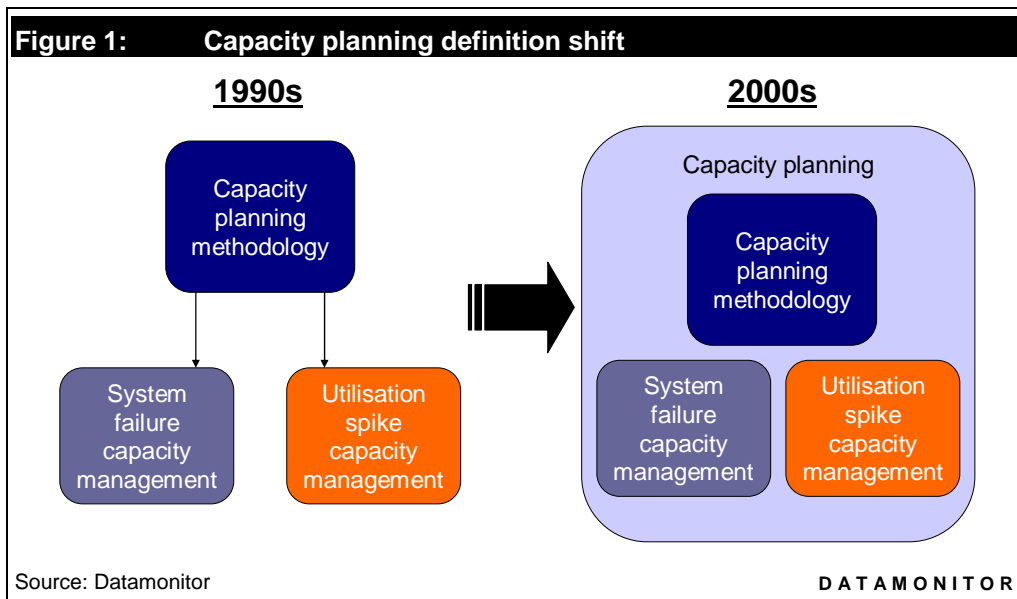 Figure 1: Capacity planning definition shift
1990s
Capacity
planning
methodology
System
failure
capacity
management
Utilisation
spike
capacity
management
2000s
Capacity planning
Capacity
planning
methodology
System
failure
capacity
management
Utilisation
spike
capacity
management
Source: Datamonitor
DATAMONITOR